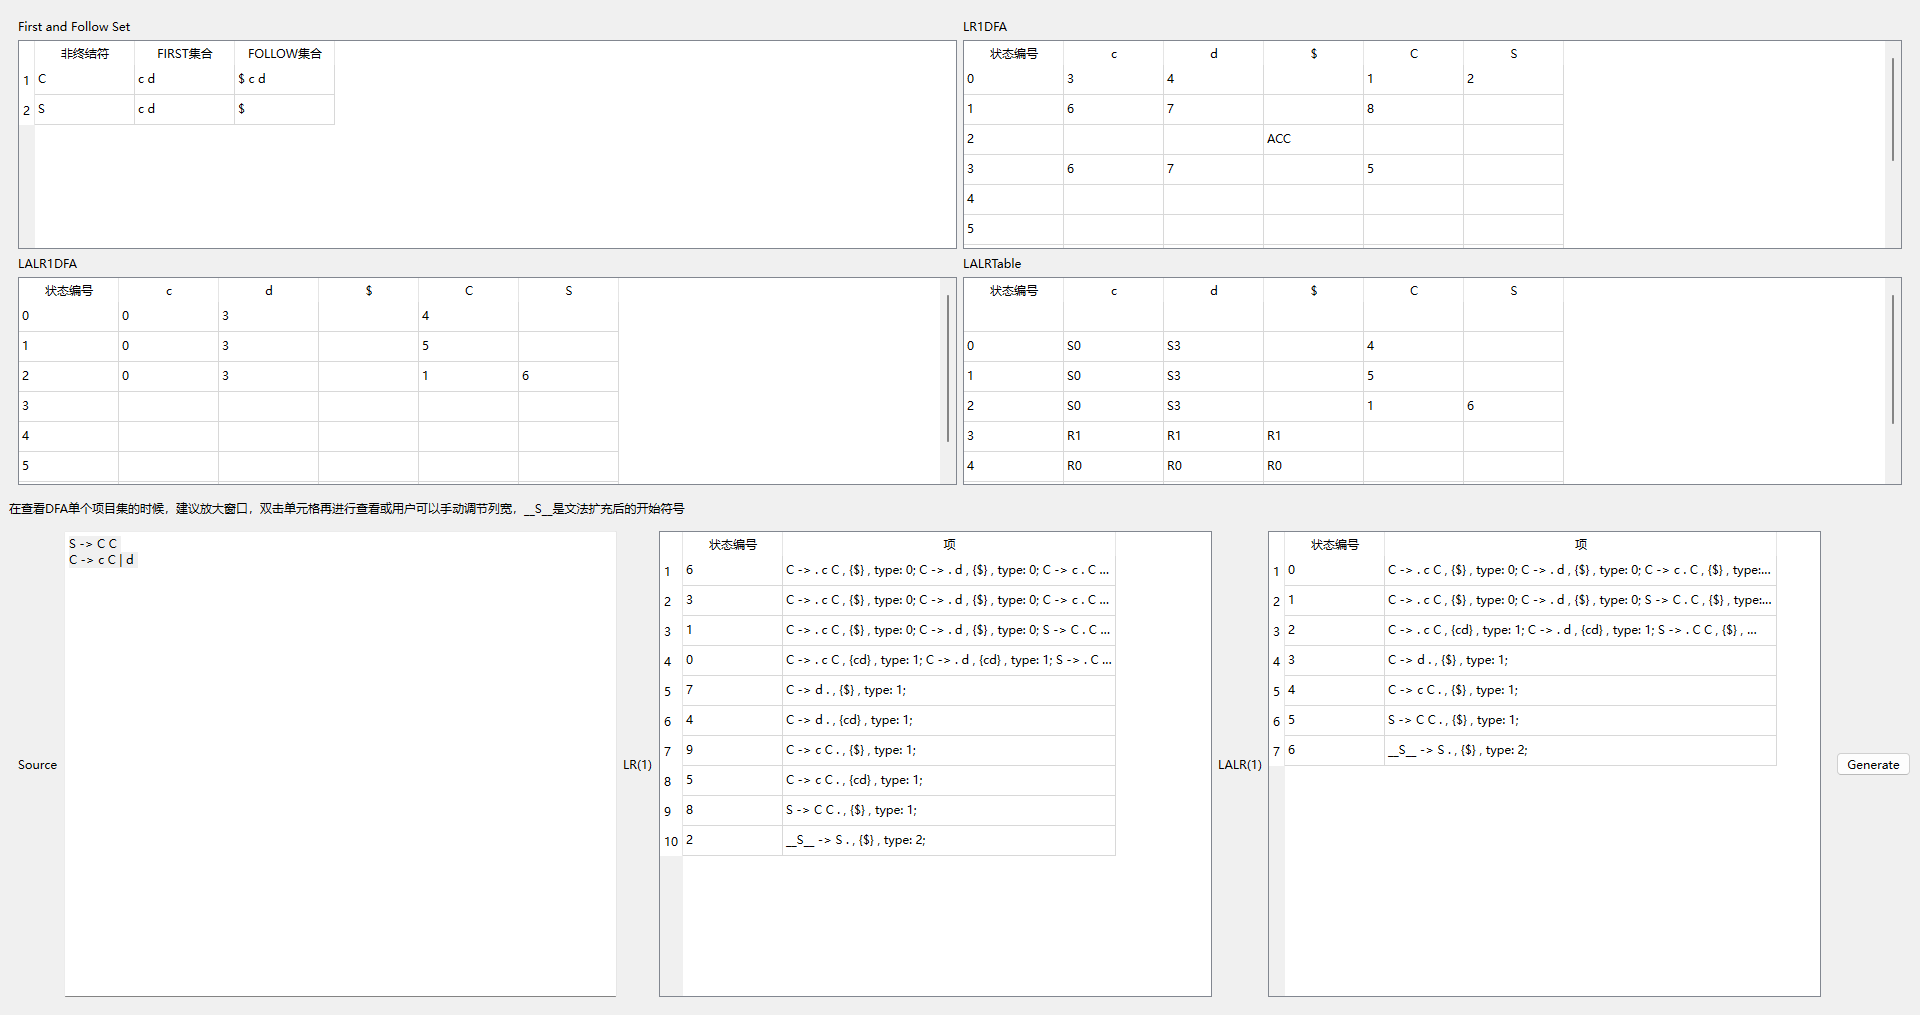 First and Follow Set
非终结符 FIRST集合 FOLLOW集合
1 C c d $ c d
2 S c d $
LR1DFA
状态编号 c d $ C S
0 3 4 1 2
1 6 7 8
2 ACC
3 6 7 5
4
5
LALR1DFA
状态编号 c d $ C S
0 0 3 4
1 0 3 5
2 0 3 1 6
3
4
5
LALRTable
状态编号 c d $ C S
0 S0 S3 4
1 S0 S3 5
2 S0 S3 1 6
3 R1 R1 R1
4 R0 R0 R0
在查看DFA单个项目集的时候，建议放大窗口，双击单元格再进行查看或用户可以手动调节列宽，__S__是文法扩充后的开始符号
Source
S -> C C
C -> c C | d
LR(1)
状态编号 项
1 6 C -> . c C , {$} , type: 0; C -> . d , {$} , type: 0; C -> c . C ...
2 3 C -> . c C , {$} , type: 0; C -> . d , {$} , type: 0; C -> c . C ...
3 1 C -> . c C , {$} , type: 0; C -> . d , {$} , type: 0; S -> C . C ...
4 0 C -> . c C , {cd} , type: 1; C -> . d , {cd} , type: 1; S -> . C ...
5 7 C -> d . , {$} , type: 1;
6 4 C -> d . , {cd} , type: 1;
7 9 C -> c C . , {$} , type: 1;
8 5 C -> c C . , {cd} , type: 1;
9 8 S -> C C . , {$} , type: 1;
10 2 __S__ -> S . , {$} , type: 2;
LALR(1)
状态编号 项
1 0 C -> . c C , {$} , type: 0; C -> . d , {$} , type: 0; C -> c . C , {$} , type:...
2 1 C -> . c C , {$} , type: 0; C -> . d , {$} , type: 0; S -> C . C , {$} , type:...
3 2 C -> . c C , {cd} , type: 1; C -> . d , {cd} , type: 1; S -> . C C , {$} , ...
4 3 C -> d . , {$} , type: 1;
5 4 C -> c C . , {$} , type: 1;
6 5 S -> C C . , {$} , type: 1;
7 6 __S__ -> S . , {$} , type: 2;
Generate